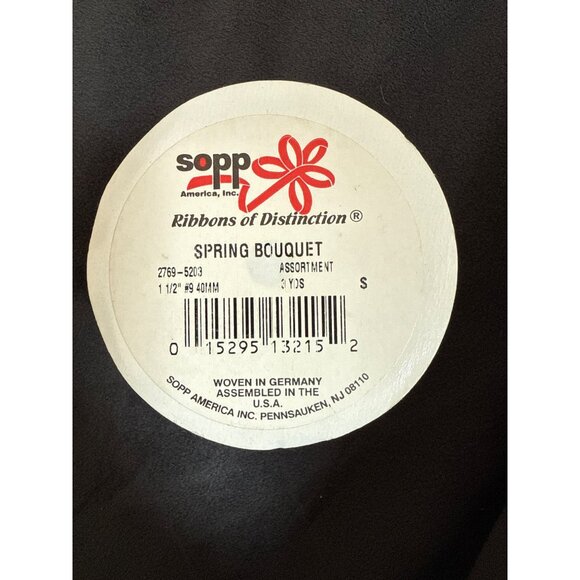 sopp
America, Inc.
Ribbons of Distinction ®
SPRING BOUQUET
2769-5203 ASSORTMENT
1 1/2" #9 40MM 3 YDS S
0 15295 13215 2
WOVEN IN GERMANY
ASSEMBLED IN THE
U.S.A.
SOPP AMERICA INC. PENNSAUKEN, NJ 08110